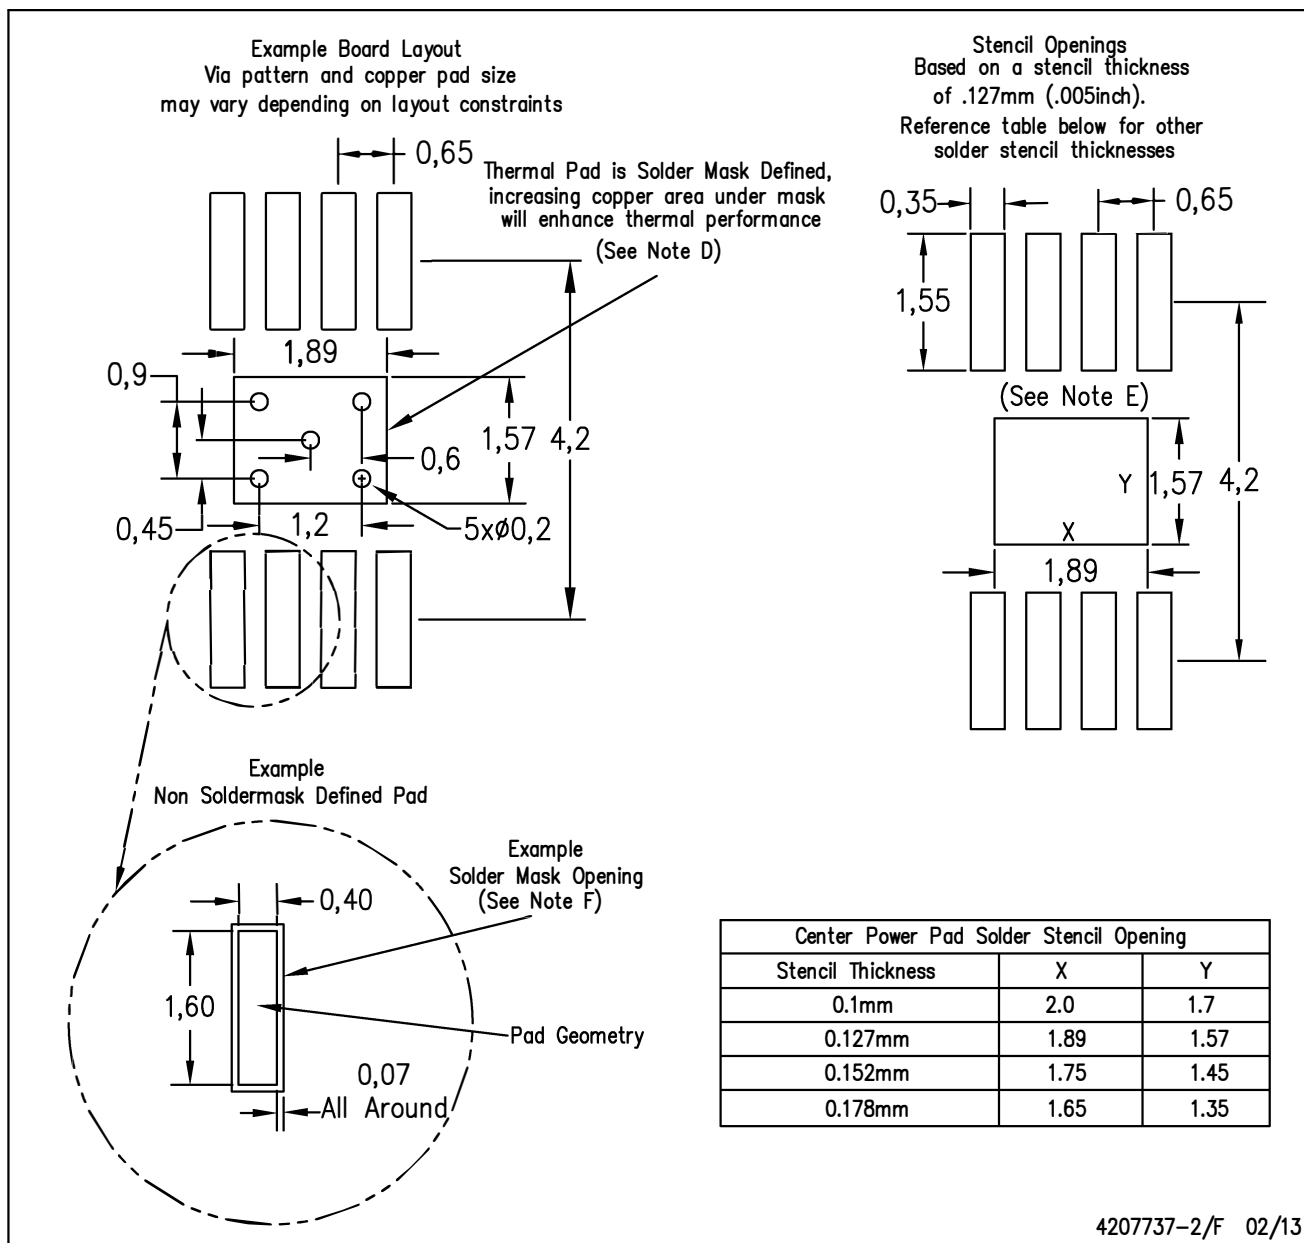 Example Board Layout
Via pattern and copper pad size
may vary depending on layout constraints
0,65
Thermal Pad is Solder Mask Defined,
increasing copper area under mask
will enhance thermal performance
(See Note D)
1,89
0,9
1,57
4,2
0,6
0,45
1,2
5xø0,2
Stencil Openings
Based on a stencil thickness
of .127mm (.005inch).
Reference table below for other
solder stencil thicknesses
0,35
0,65
1,55
(See Note E)
Y
1,57
4,2
X
1,89
Example
Non Soldermask Defined Pad
Example
Solder Mask Opening
(See Note F)
0,40
1,60
Pad Geometry
0,07
All Around
Center Power Pad Solder Stencil Opening
Stencil Thickness X Y
0.1mm 2.0 1.7
0.127mm 1.89 1.57
0.152mm 1.75 1.45
0.178mm 1.65 1.35
4207737-2/F 02/13